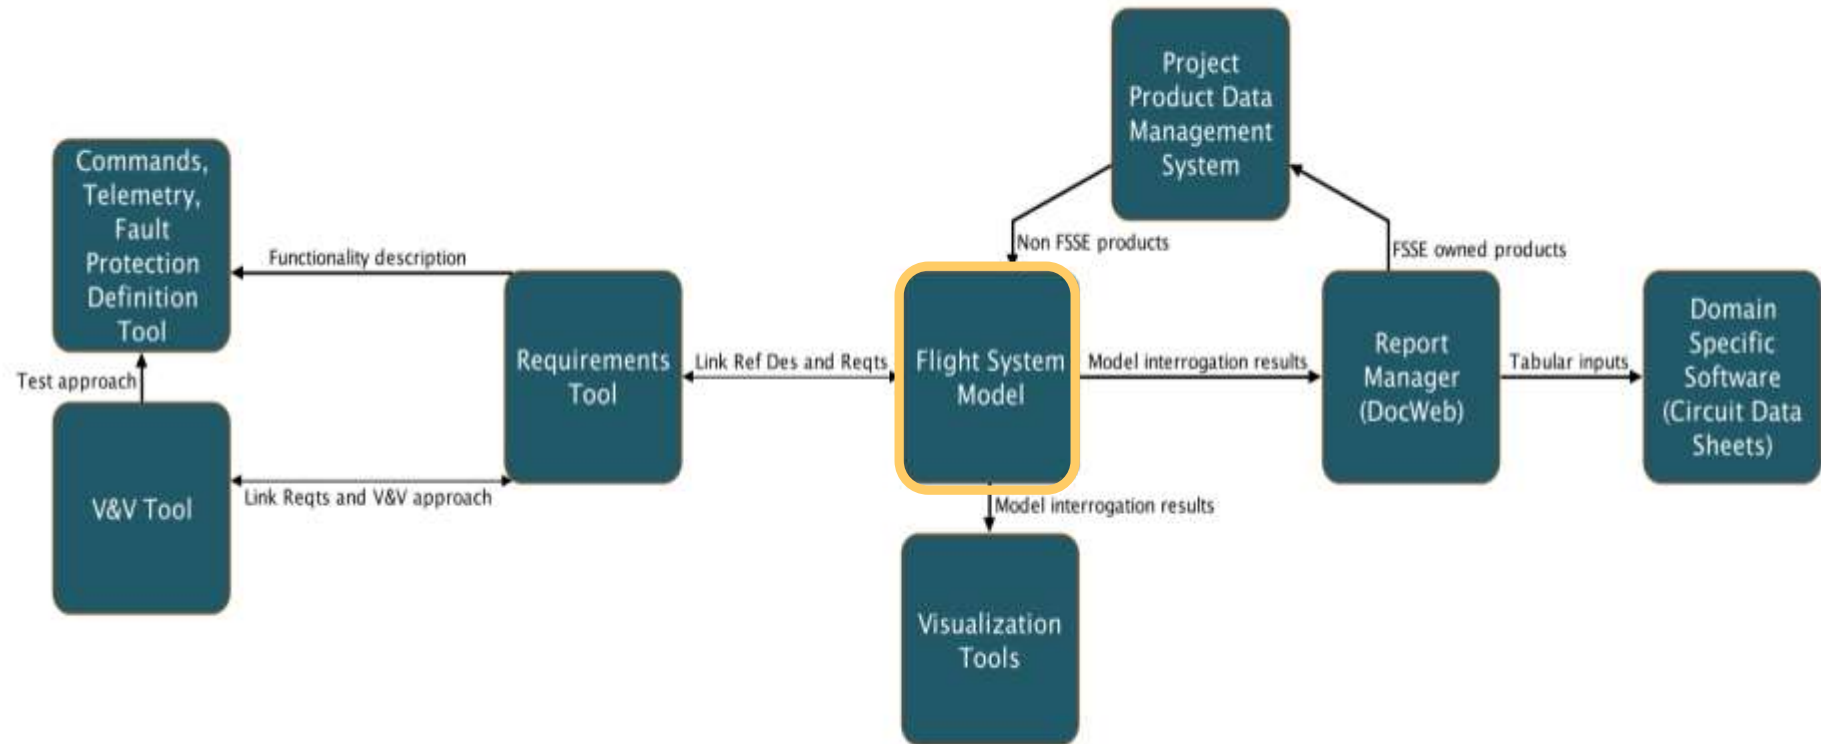 Project
Product Data
Management
System
Commands,
Telemetry,
Fault
Protection
Definition
Tool
Functionality description
Non FSSE products
FSSE owned products
Test approach
Requirements
Tool
Link Ref Des and Reqts
Flight System
Model
Model interrogation results
Report
Manager
(DocWeb)
Tabular inputs
Domain
Specific
Software
(Circuit Data
Sheets)
V&V Tool
Link Reqts and V&V approach
Model interrogation results
Visualization
Tools